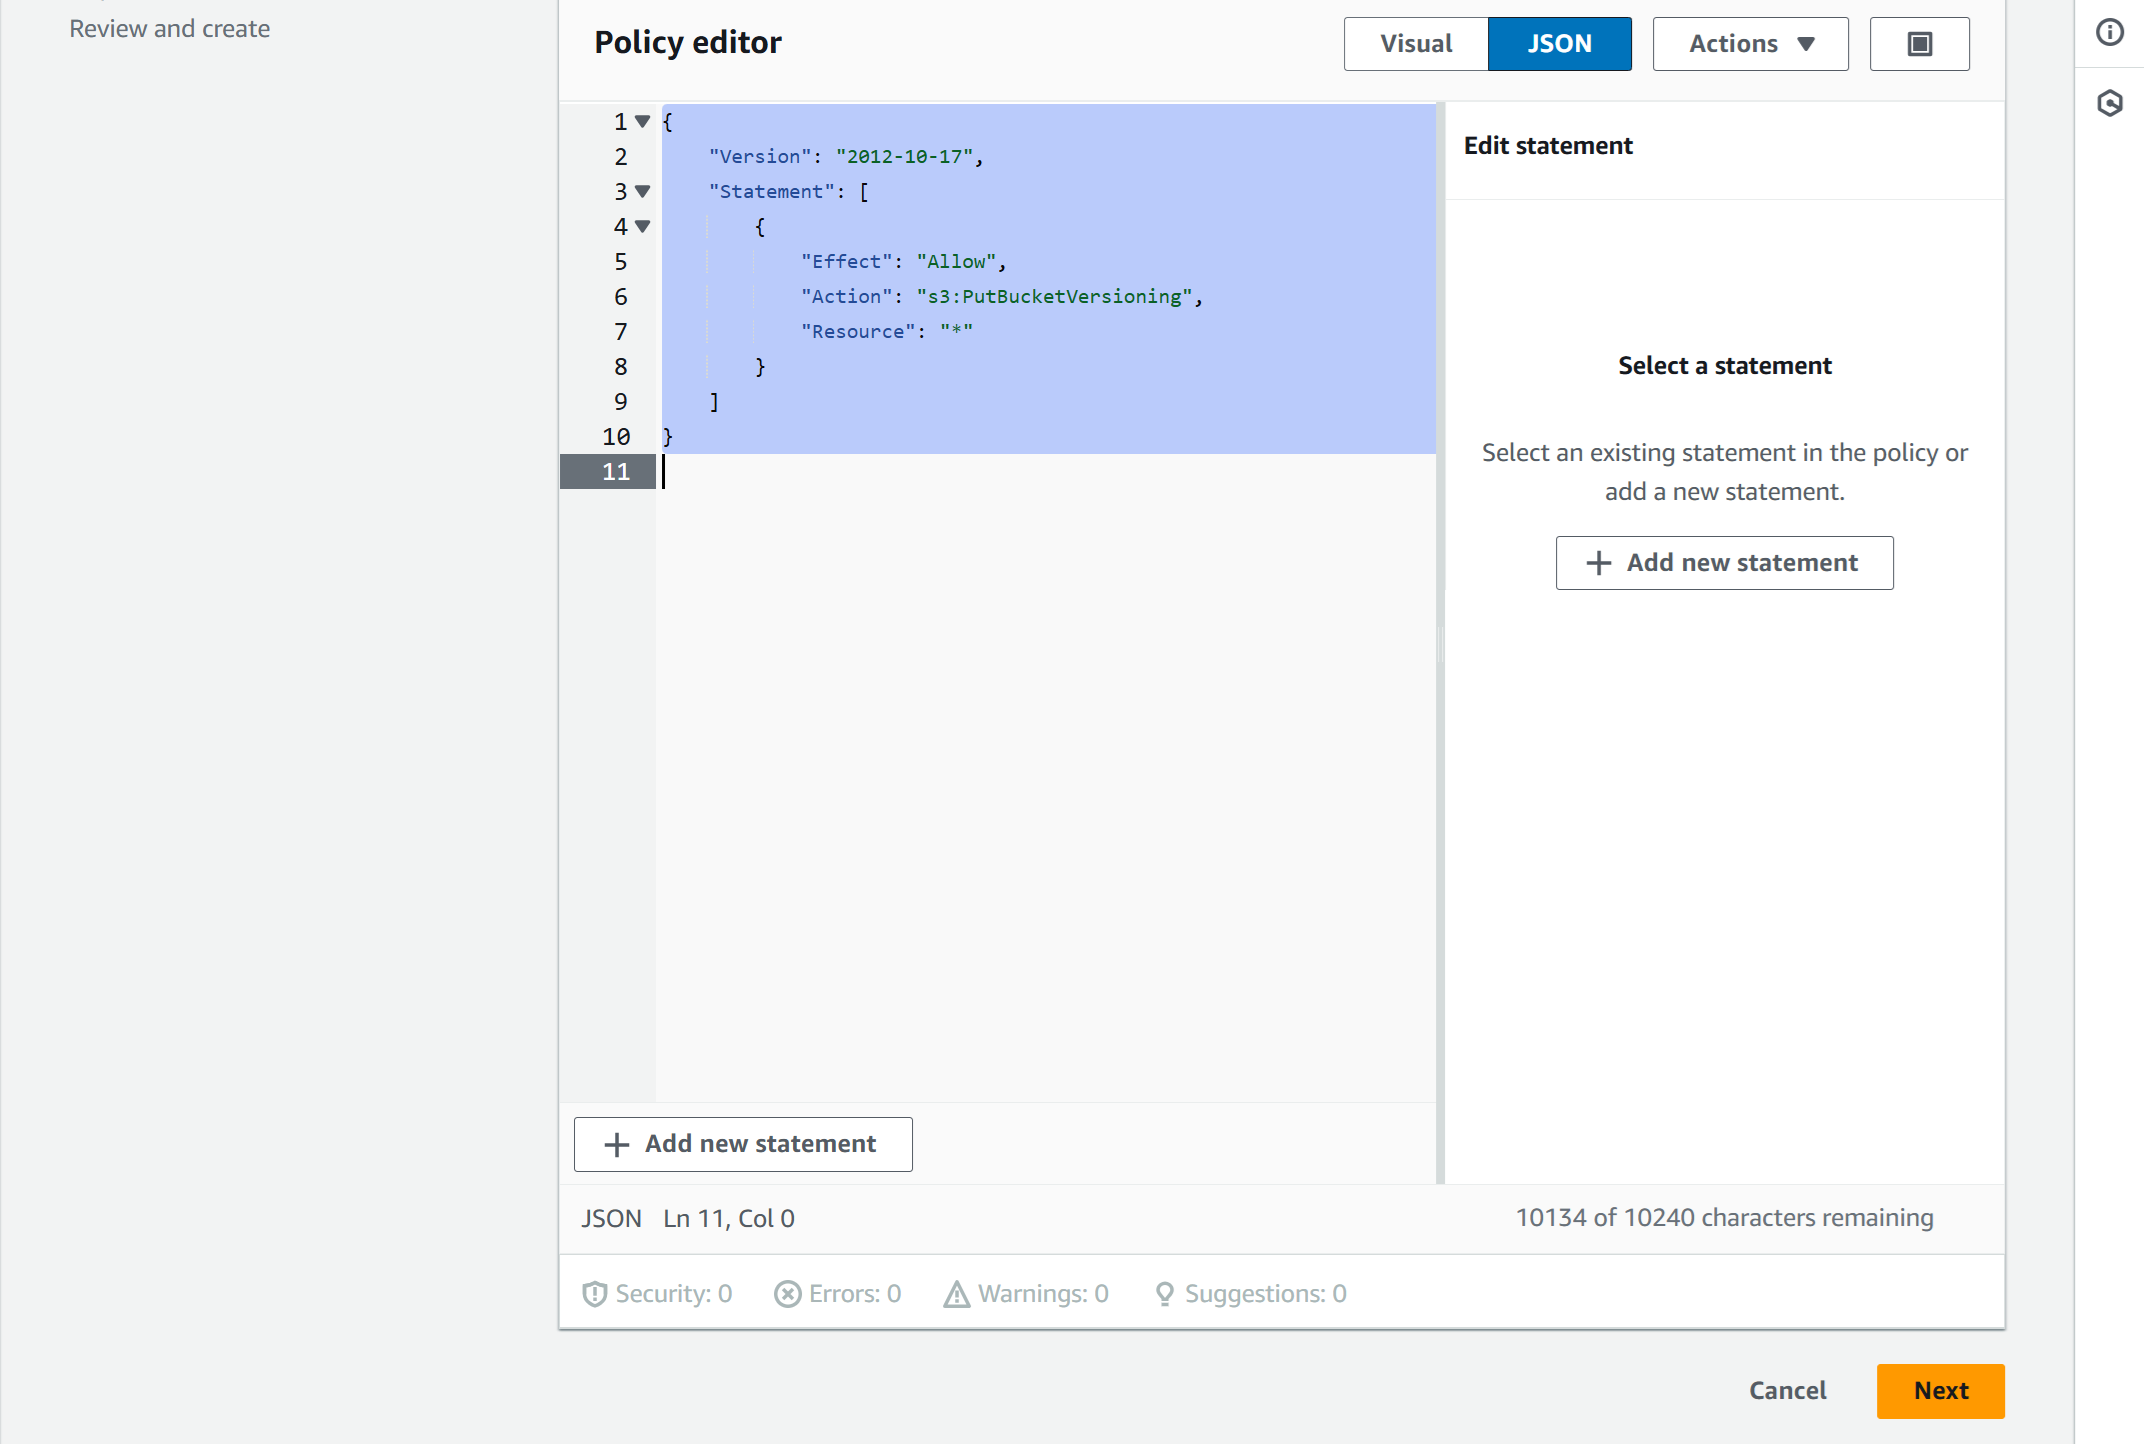 Review and create
Policy editor
Visual
JSON
Actions
1 {
2 "Version": "2012-10-17",
3 "Statement": [
4 {
5 "Effect": "Allow",
6 "Action": "s3:PutBucketVersioning",
7 "Resource": "*"
8 }
9 ]
10 }
11
Edit statement
Select a statement
Select an existing statement in the policy or
add a new statement.
+ Add new statement
+ Add new statement
JSON Ln 11, Col 0
10134 of 10240 characters remaining
Security: 0
Errors: 0
Warnings: 0
Suggestions: 0
Cancel
Next